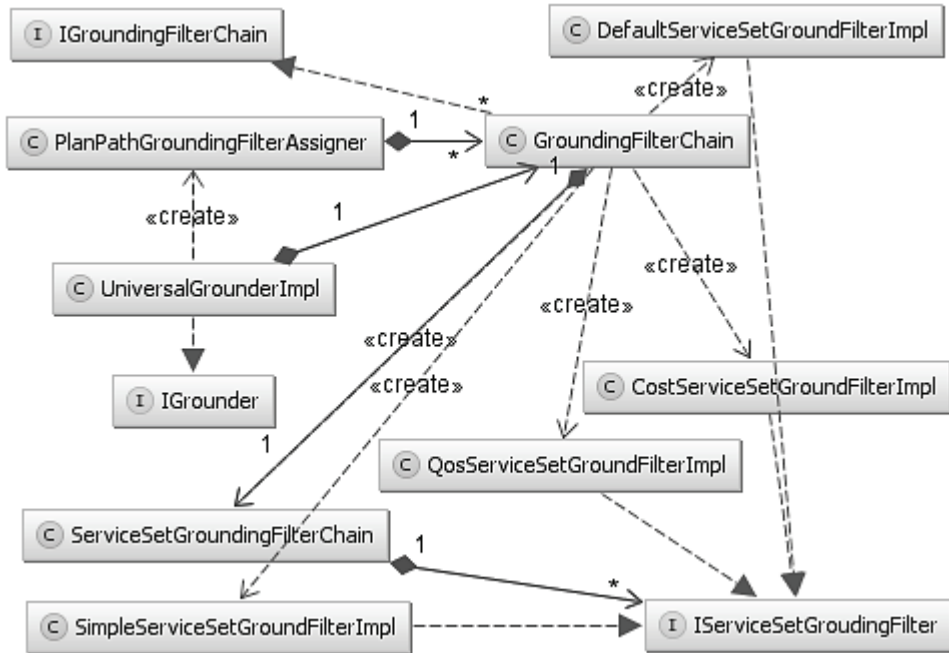 I IGroundingFilterChain
C DefaultServiceSetGroundFilterImpl
«create»
*
1
C PlanPathGroundingFilterAssigner
*
C GroundingFilterChain
1
1
«create»
«create»
C UniversalGrounderImpl
«create»
«create»
«create»
I IGrounder
C CostServiceSetGroundFilterImpl
1
C QosServiceSetGroundFilterImpl
C ServiceSetGroundingFilterChain
1
*
C SimpleServiceSetGroundFilterImpl
I IServiceSetGroudingFilter